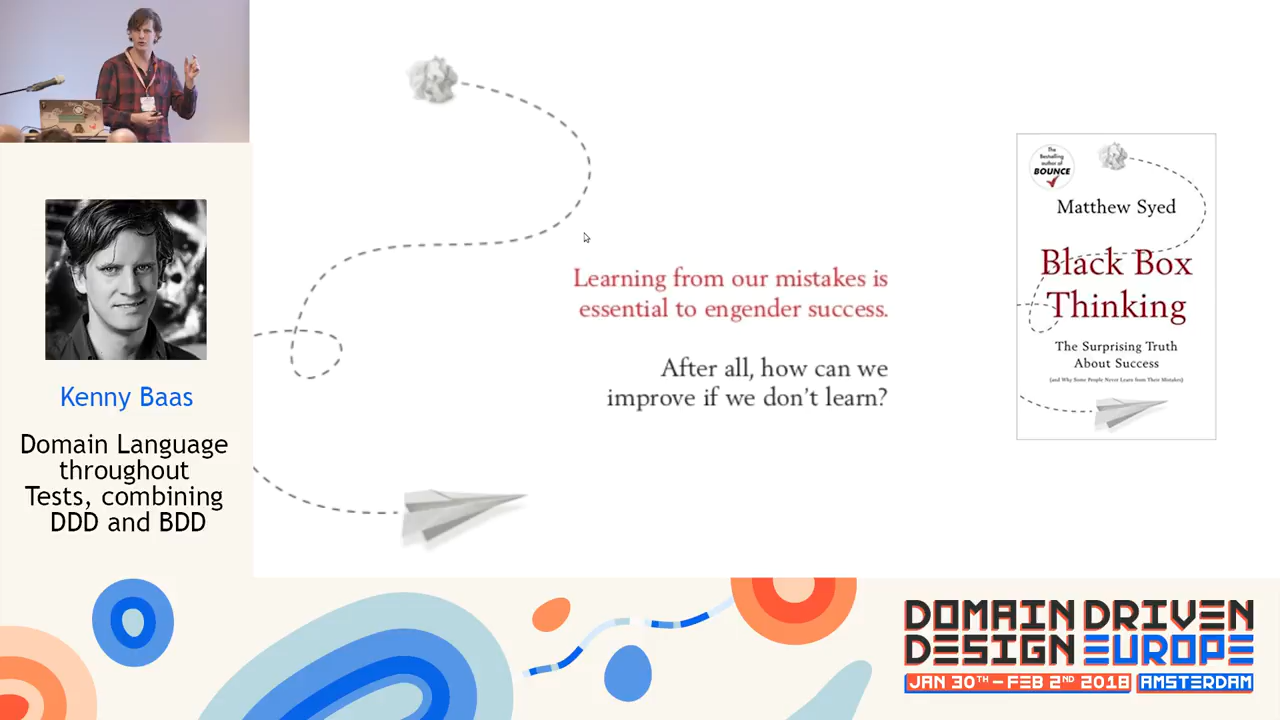 Kenny Baas
Domain Language
throughout
Tests, combining
DDD and BDD
Learning from our mistakes is
essential to engender success.
After all, how can we
improve if we don't learn?
The
Bestselling
author of
BOUNCE
Matthew Syed
Black Box
Thinking
The Surprising Truth
About Success
(and Why Some People Never Learn from Their Mistakes)
DOMAIN DRIVEN
DESIGN EUROPE
JAN 30TH - FEB 2ND 2018 AMSTERDAM